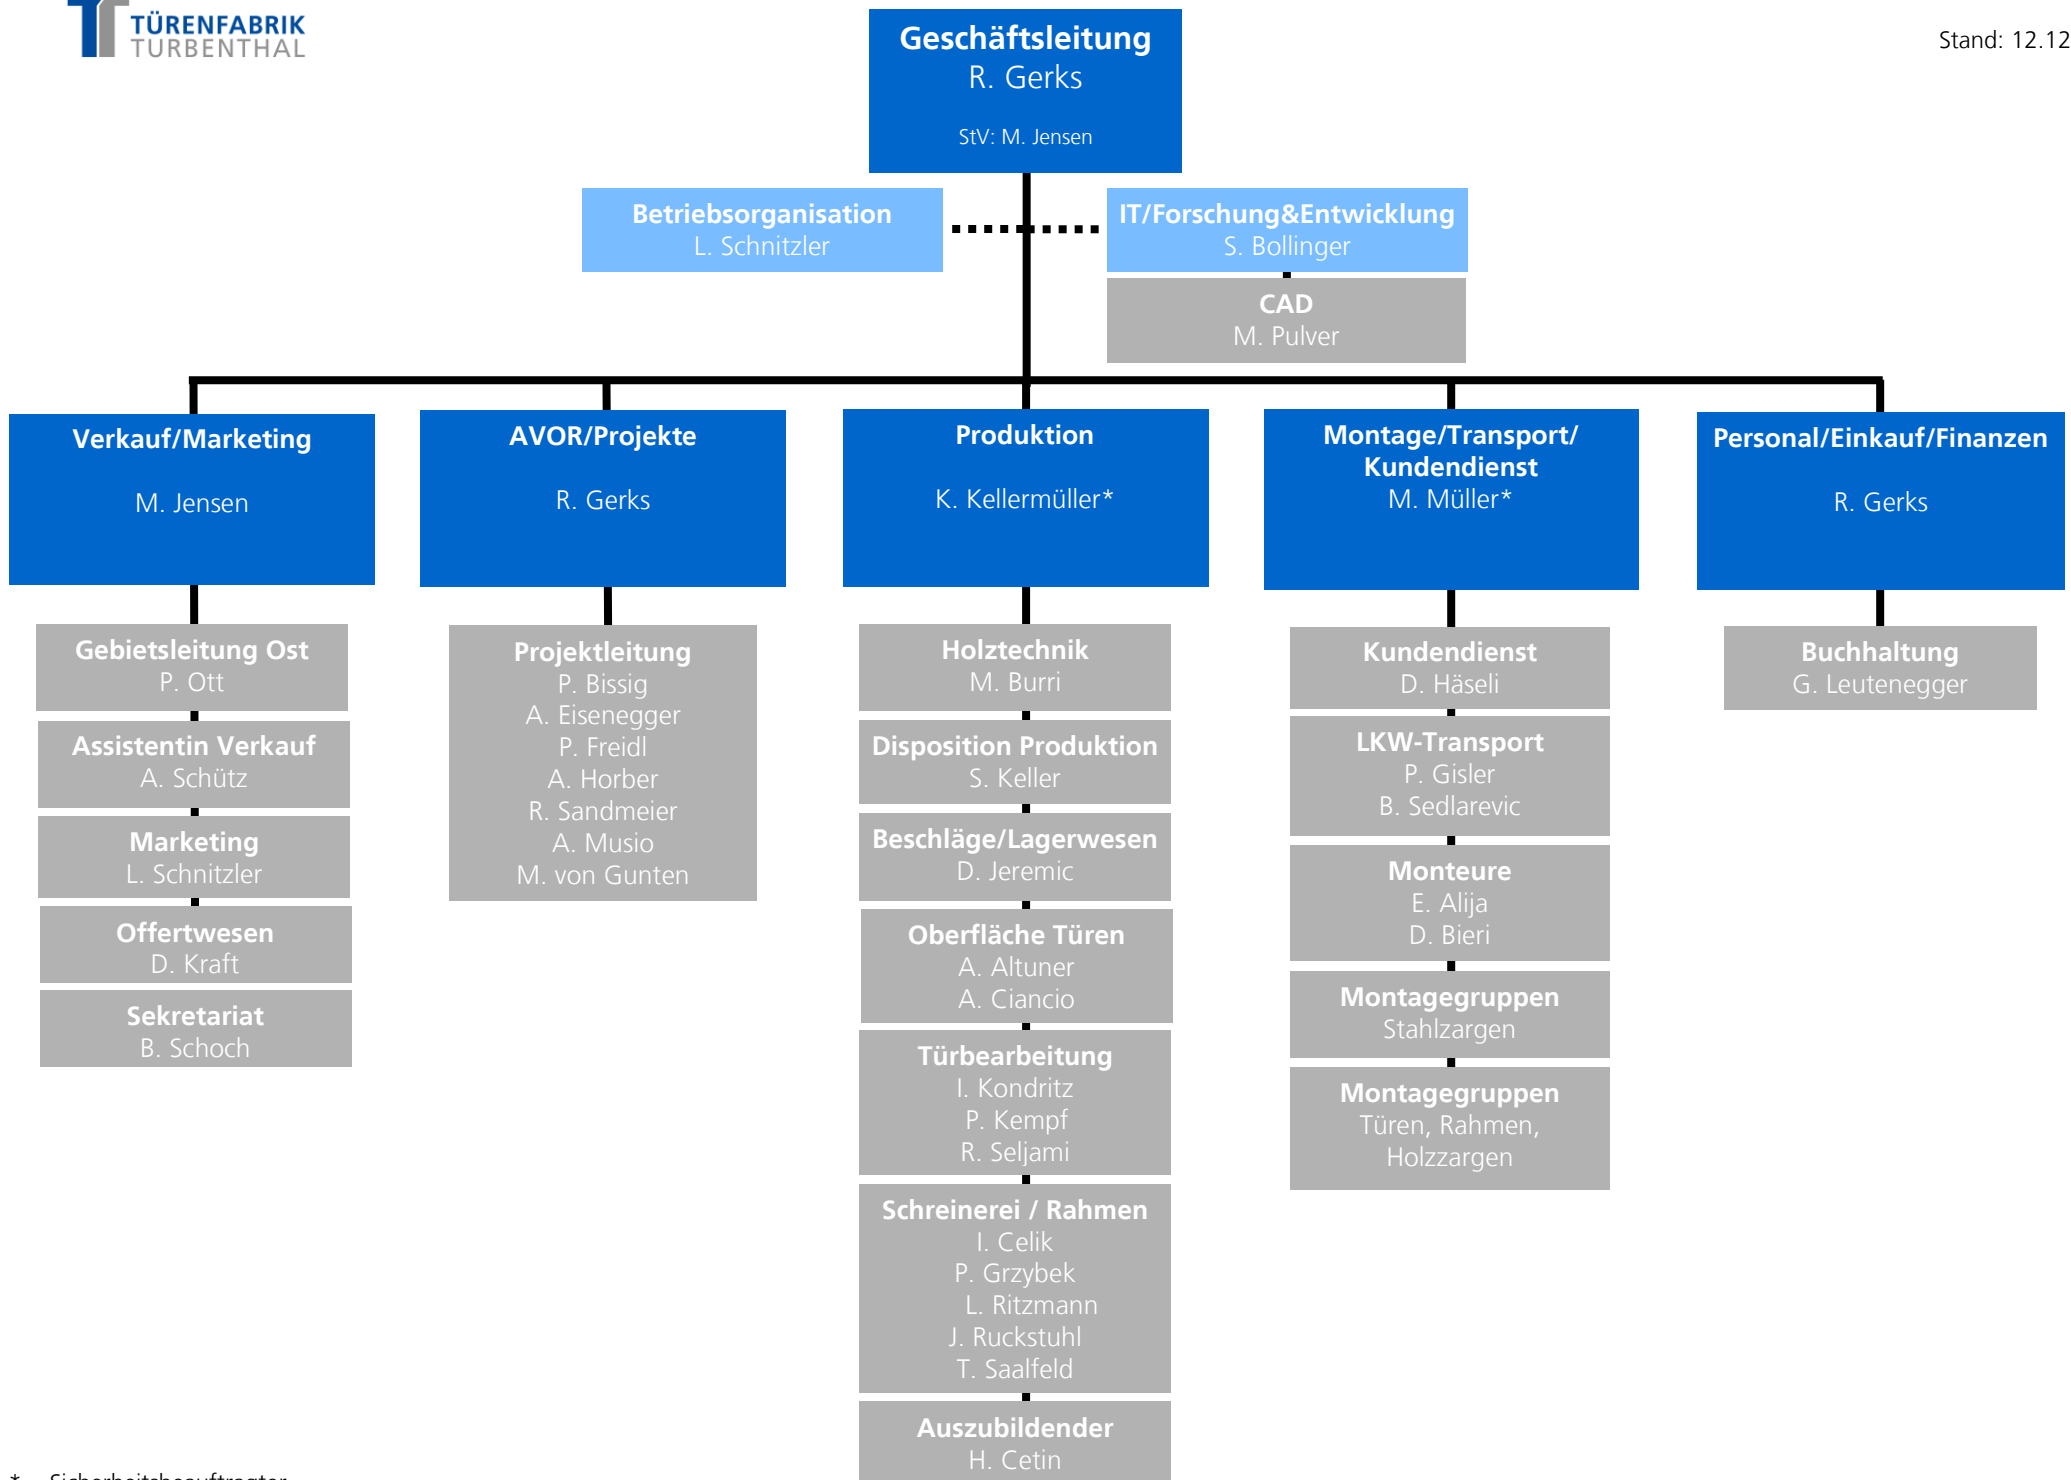 TÜRENFABRIK
TURBENTHAL
Geschäftsleitung
R. Gerks
StV: M. Jensen
Stand: 12.12
Betriebsorganisation
L. Schnitzler
IT/Forschung&Entwicklung
S. Bollinger
CAD
M. Pulver
Verkauf/Marketing
M. Jensen
AVOR/Projekte
R. Gerks
Produktion
K. Kellermüller*
Montage/Transport/
Kundendienst
M. Müller*
Personal/Einkauf/Finanzen
R. Gerks
Gebietsleitung Ost
P. Ott
Assistentin Verkauf
A. Schütz
Marketing
L. Schnitzler
Offertwesen
D. Kraft
Sekretariat
B. Schoch
Projektleitung
P. Bissig
A. Eisenegger
P. Freidl
A. Horber
R. Sandmeier
A. Musio
M. von Gunten
Holztechnik
M. Burri
Disposition Produktion
S. Keller
Beschläge/Lagerwesen
D. Jeremic
Oberfläche Türen
A. Altuner
A. Ciancio
Türbearbeitung
I. Kondritz
P. Kempf
R. Seljami
Schreinerei / Rahmen
I. Celik
P. Grzybek
L. Ritzmann
J. Ruckstuhl
T. Saalfeld
Auszubildender
H. Cetin
Kundendienst
D. Häseli
LKW-Transport
P. Gisler
B. Sedlarevic
Monteure
E. Alija
D. Bieri
Montagegruppen
Stahlzargen
Montagegruppen
Türen, Rahmen,
Holzzargen
Buchhaltung
G. Leutenegger
* Sicherheitsbeauftragter